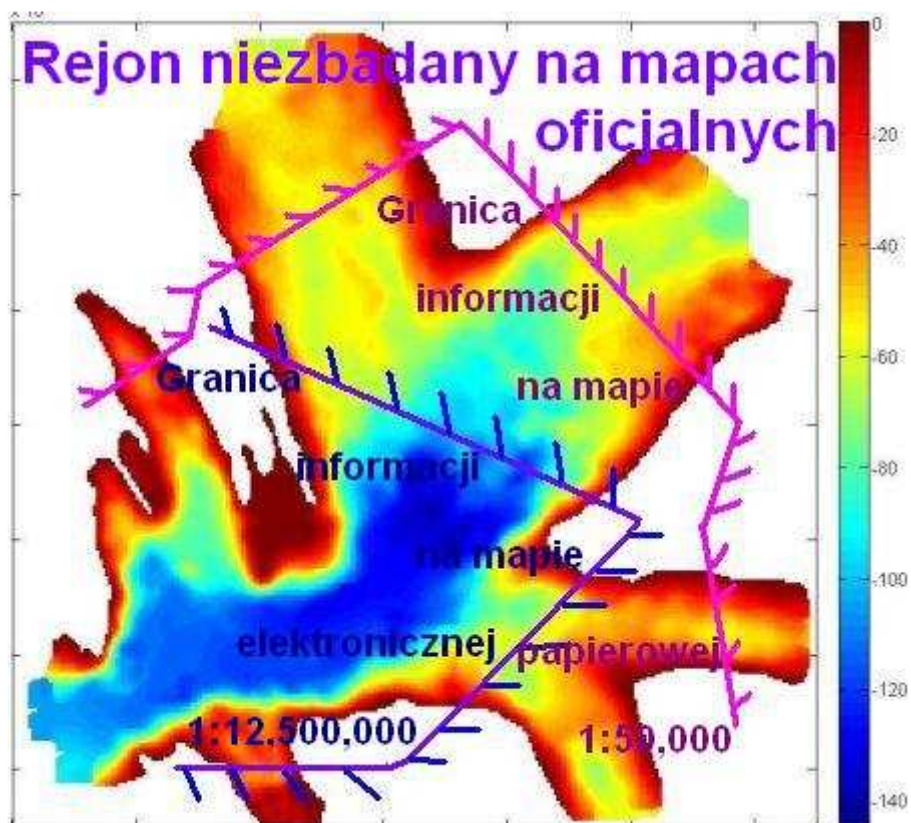 Rejon niezbadany na mapach
oficjalnych
Granica
informacji
na mapie
papierowej
1:50,000
Granica
informacji
na mapie
elektronicznej
1:12,500,000
0
-20
-40
-60
-80
-100
-120
-140